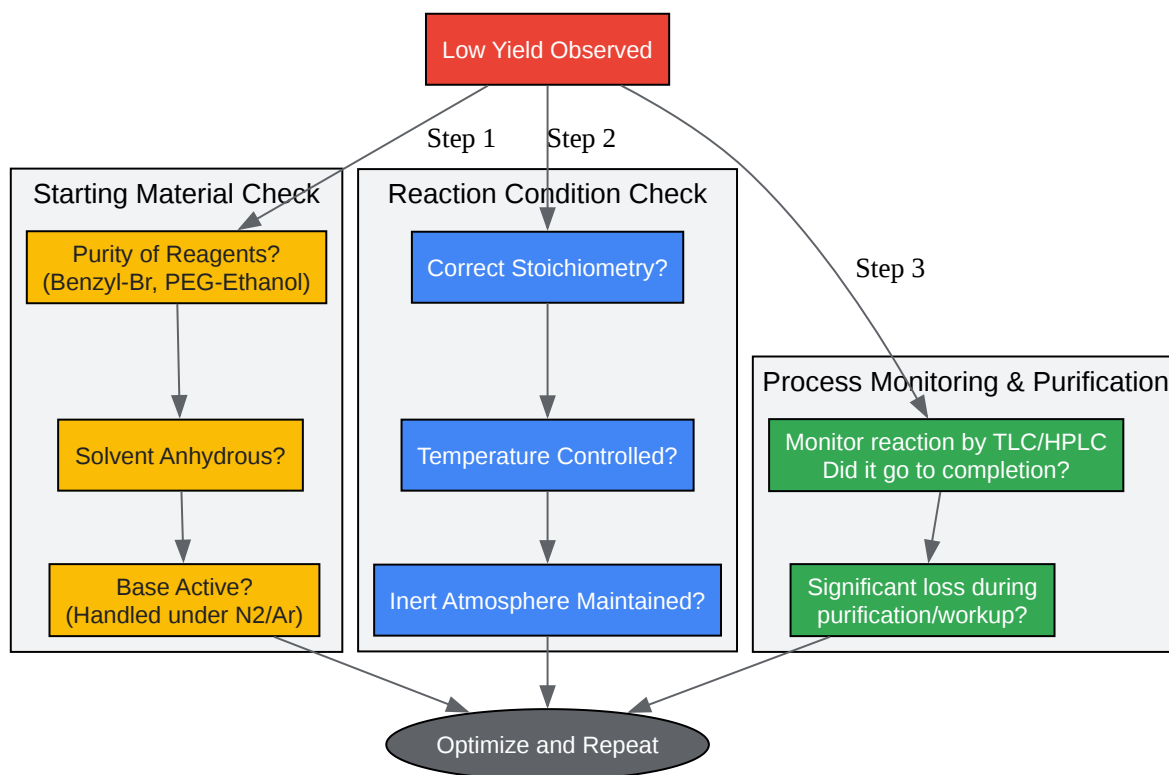 Low Yield Observed
Step 1
Step 2
Step 3
Starting Material Check
Purity of Reagents?
(Benzyl-Br, PEG-Ethanol)
Solvent Anhydrous?
Base Active?
(Handled under N2/Ar)
Reaction Condition Check
Correct Stoichiometry?
Temperature Controlled?
Inert Atmosphere Maintained?
Process Monitoring & Purification
Monitor reaction by TLC/HPLC
Did it go to completion?
Significant loss during
purification/workup?
Optimize and Repeat